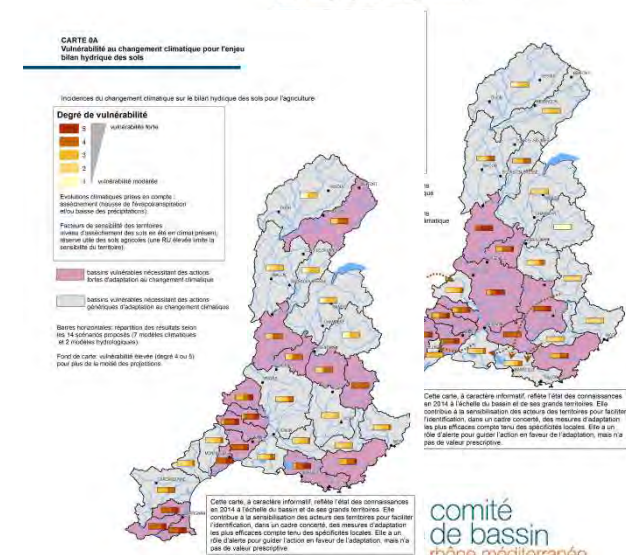 CARTE 0A
Vulnérabilité au changement climatique pour l'enjeu
bilan hydrique des sols
Incidences du changement climatique sur le bilan hydrique des sols pour l'agriculture
Degré de vulnérabilité
5 vulnérabilité forte
4
3
2
1 vulnérabilité modérée
Evolutions climatiques prises en compte :
assèchement (hausse de l'évapotranspiration
et/ou baisse des précipitations).
Facteurs de sensibilité des territoires :
niveau d'assèchement des sols en été en climat présent,
réserve utile des sols agricoles (une RU élevée limite la
sensibilité du territoire).
bassins vulnérables nécessitant des actions
fortes d'adaptation au changement climatique
bassins vulnérables nécessitant des actions
génériques d'adaptation au changement climatique
Barres horizontales: répartition des résultats selon
les 14 scénarios proposés (7 modèles climatiques
et 2 modèles hydrologiques).
Fond de carte: vulnérabilité élevée (degré 4 ou 5)
pour plus de la moitié des projections.
Cette carte, à caractère informatif, reflète l'état des connaissances
en 2014 à l'échelle du bassin et de ses grands territoires. Elle
contribue à la sensibilisation des acteurs des territoires pour faciliter
l'identification, dans un cadre concerté, des mesures d'adaptation
les plus efficaces compte tenu des spécificités locales. Elle a un
rôle d'alerte pour guider l'action en faveur de l'adaptation, mais n'a
pas de valeur prescriptive.
Cette carte, à caractère informatif, reflète l'état des connaissances
en 2014 à l'échelle du bassin et de ses grands territoires. Elle
contribue à la sensibilisation des acteurs des territoires pour faciliter
l'identification, dans un cadre concerté, des mesures d'adaptation
les plus efficaces compte tenu des spécificités locales. Elle a un
rôle d'alerte pour guider l'action en faveur de l'adaptation, mais n'a
pas de valeur prescriptive.
comité
de bassin
rhône méditerranée